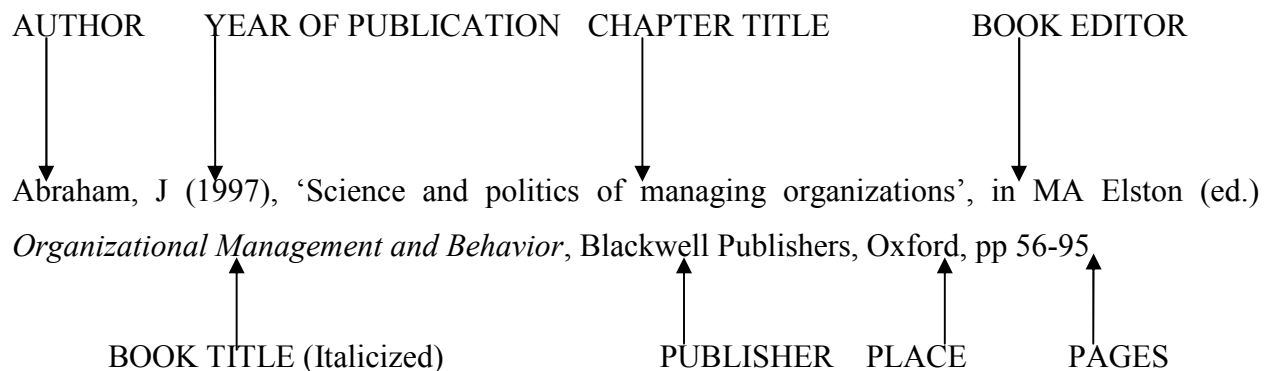 AUTHOR YEAR OF PUBLICATION CHAPTER TITLE BOOK EDITOR
Abraham, J (1997), ‘Science and politics of managing organizations’, in MA Elston (ed.)
Organizational Management and Behavior, Blackwell Publishers, Oxford, pp 56-95.
BOOK TITLE (Italicized) PUBLISHER PLACE PAGES